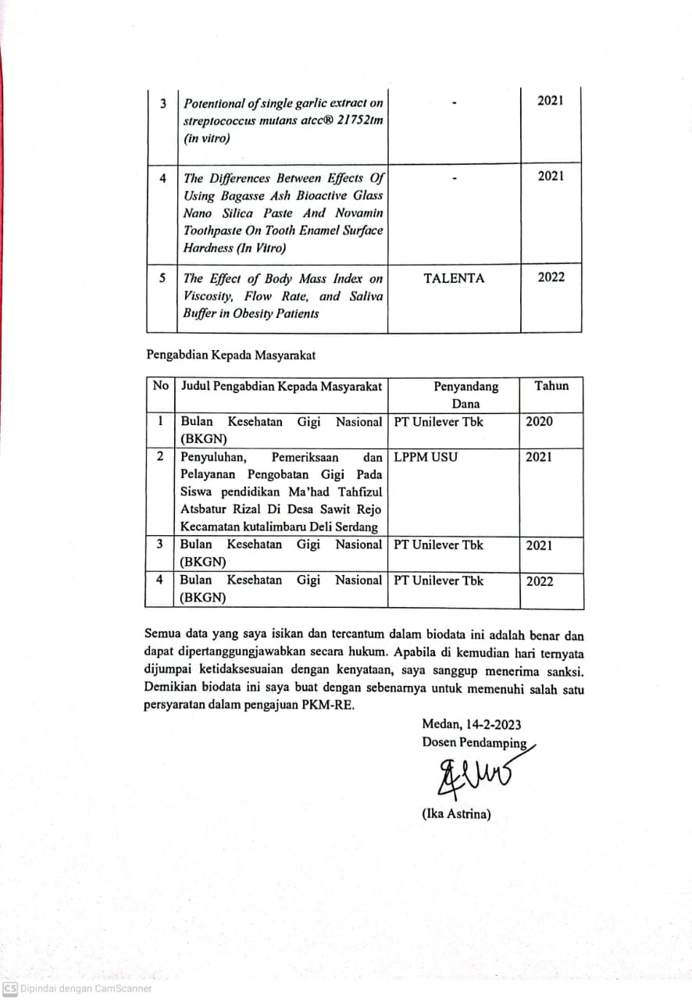 3 Potentional of single garlic extract on - 2021
streptococcus mutans atcc® 21752tm
(in vitro)
4 The Differences Between Effects Of - 2021
Using Bagasse Ash Bioactive Glass
Nano Silica Paste And Novamin
Toothpaste On Tooth Enamel Surface
Hardness (In Vitro)
5 The Effect of Body Mass Index on TALENTA 2022
Viscosity, Flow Rate, and Saliva
Buffer in Obesity Patients
Pengabdian Kepada Masyarakat
No Judul Pengabdian Kepada Masyarakat Penyandang Tahun
Dana
1 Bulan Kesehatan Gigi Nasional PT Unilever Tbk 2020
(BKGN)
2 Penyuluhan, Pemeriksaan dan LPPM USU 2021
Pelayanan Pengobatan Gigi Pada
Siswa pendidikan Ma'had Tahfizul
Atsbatur Rizal Di Desa Sawit Rejo
Kecamatan kutalimbaru Deli Serdang
3 Bulan Kesehatan Gigi Nasional PT Unilever Tbk 2021
(BKGN)
4 Bulan Kesehatan Gigi Nasional PT Unilever Tbk 2022
(BKGN)
Semua data yang saya isikan dan tercantum dalam biodata ini adalah benar dan
dapat dipertanggungjawabkan secara hukum. Apabila di kemudian hari ternyata
dijumpai ketidaksesuaian dengan kenyataan, saya sanggup menerima sanksi.
Demikian biodata ini saya buat dengan sebenarnya untuk memenuhi salah satu
persyaratan dalam pengajuan PKM-RE.
Medan, 14-2-2023
Dosen Pendamping
(Ika Astrina)
CS Dipindai dengan CamScanner